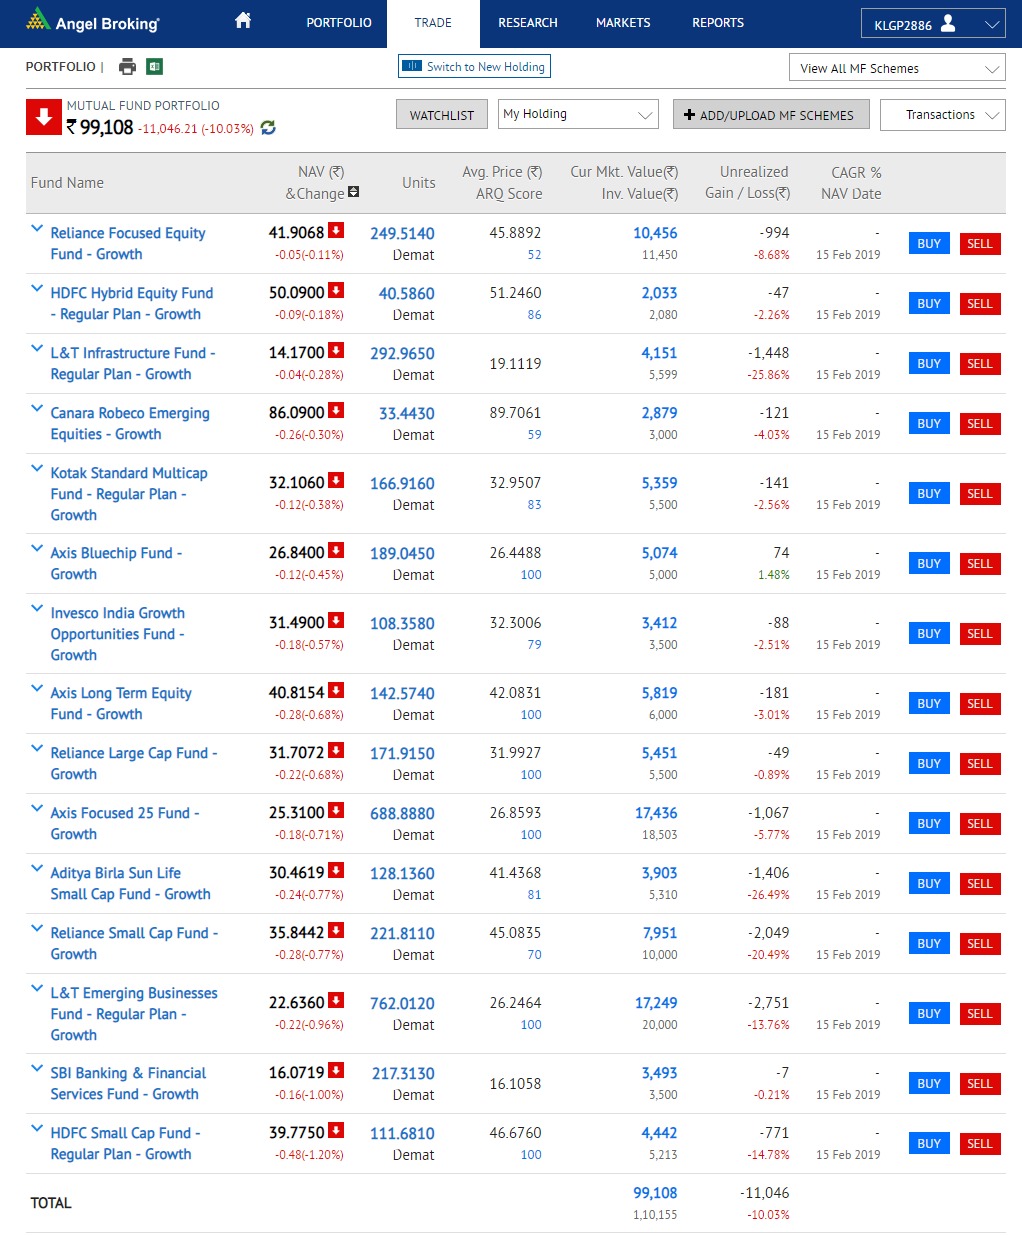 Angel Broking
PORTFOLIO TRADE RESEARCH MARKETS REPORTS KLGP2886
PORTFOLIO | Switch to New Holding View All MF Schemes
MUTUAL FUND PORTFOLIO
₹ 99,108 -11,046.21 (-10.03%) WATCHLIST My Holding + ADD/UPLOAD MF SCHEMES Transactions
Fund Name NAV (₹) Units Avg. Price (₹) Cur Mkt. Value(₹) Unrealized CAGR %
&Change ARQ Score Inv. Value(₹) Gain / Loss(₹) NAV Date
Reliance Focused Equity 41.9068 249.5140 45.8892 10,456 -994 - BUY SELL
Fund - Growth -0.05(-0.11%) Demat 52 11,450 -8.68% 15 Feb 2019
HDFC Hybrid Equity Fund 50.0900 40.5860 51.2460 2,033 -47 - BUY SELL
- Regular Plan - Growth -0.09(-0.18%) Demat 86 2,080 -2.26% 15 Feb 2019
L&T Infrastructure Fund - 14.1700 292.9650 19.1119 4,151 -1,448 - BUY SELL
Regular Plan - Growth -0.04(-0.28%) Demat 5,599 -25.86% 15 Feb 2019
Canara Robeco Emerging 86.0900 33.4430 89.7061 2,879 -121 - BUY SELL
Equities - Growth -0.26(-0.30%) Demat 59 3,000 -4.03% 15 Feb 2019
Kotak Standard Multicap 32.1060 166.9160 32.9507 5,359 -141 - BUY SELL
Fund - Regular Plan - -0.12(-0.38%) Demat 83 5,500 -2.56% 15 Feb 2019
Growth
Axis Bluechip Fund - 26.8400 189.0450 26.4488 5,074 74 - BUY SELL
Growth -0.12(-0.45%) Demat 100 5,000 1.48% 15 Feb 2019
Invesco India Growth 31.4900 108.3580 32.3006 3,412 -88 - BUY SELL
Opportunities Fund - -0.18(-0.57%) Demat 79 3,500 -2.51% 15 Feb 2019
Growth
Axis Long Term Equity 40.8154 142.5740 42.0831 5,819 -181 - BUY SELL
Fund - Growth -0.28(-0.68%) Demat 100 6,000 -3.01% 15 Feb 2019
Reliance Large Cap Fund - 31.7072 171.9150 31.9927 5,451 -49 - BUY SELL
Growth -0.22(-0.68%) Demat 100 5,500 -0.89% 15 Feb 2019
Axis Focused 25 Fund - 25.3100 688.8880 26.8593 17,436 -1,067 - BUY SELL
Growth -0.18(-0.71%) Demat 100 18,503 -5.77% 15 Feb 2019
Aditya Birla Sun Life 30.4619 128.1360 41.4368 3,903 -1,406 - BUY SELL
Small Cap Fund - Growth -0.24(-0.77%) Demat 81 5,310 -26.49% 15 Feb 2019
Reliance Small Cap Fund - 35.8442 221.8110 45.0835 7,951 -2,049 - BUY SELL
Growth -0.28(-0.77%) Demat 70 10,000 -20.49% 15 Feb 2019
L&T Emerging Businesses 22.6360 762.0120 26.2464 17,249 -2,751 - BUY SELL
Fund - Regular Plan - -0.22(-0.96%) Demat 100 20,000 -13.76% 15 Feb 2019
Growth
SBI Banking & Financial 16.0719 217.3130 16.1058 3,493 -7 - BUY SELL
Services Fund - Growth -0.16(-1.00%) Demat 3,500 -0.21% 15 Feb 2019
HDFC Small Cap Fund - 39.7750 111.6810 46.6760 4,442 -771 - BUY SELL
Regular Plan - Growth -0.48(-1.20%) Demat 100 5,213 -14.78% 15 Feb 2019
TOTAL 99,108 -11,046
1,10,155 -10.03%